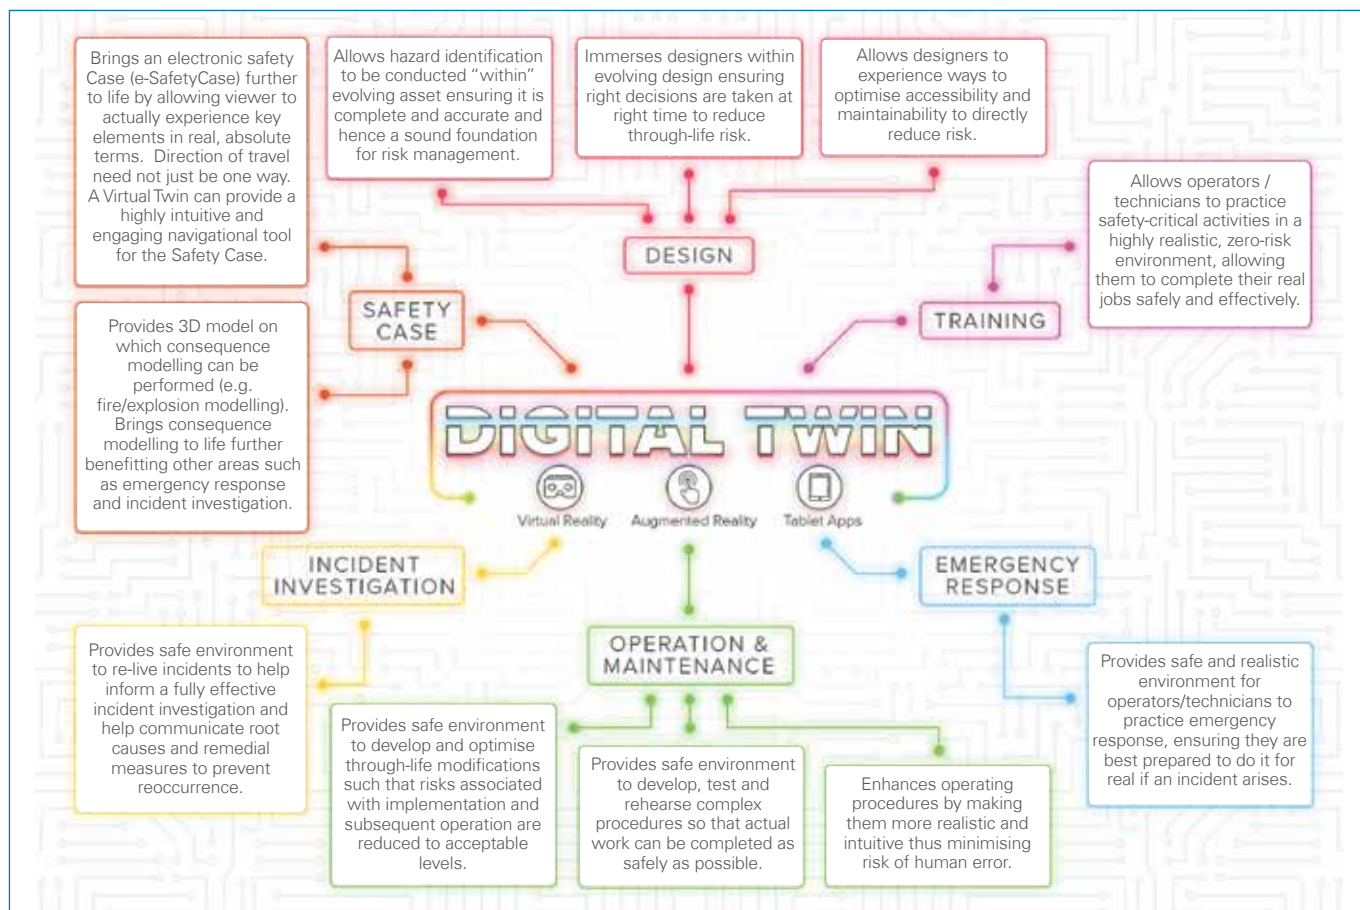 Brings an electronic safety
Case (e-SafetyCase) further
to life by allowing viewer to
actually experience key
elements in real, absolute
terms. Direction of travel
need not just be one way.
A Virtual Twin can provide a
highly intuitive and
engaging navigational tool
for the Safety Case.
Allows hazard identification
to be conducted “within”
evolving asset ensuring it is
complete and accurate and
hence a sound foundation
for risk management.
Immerses designers within
evolving design ensuring
right decisions are taken at
right time to reduce
through-life risk.
Allows designers to
experience ways to
optimise accessibility and
maintainability to directly
reduce risk.
Allows operators /
technicians to practice
safety-critical activities in a
highly realistic, zero-risk
environment, allowing
them to complete their real
jobs safely and effectively.
DESIGN
SAFETY
CASE
TRAINING
Provides 3D model on
which consequence
modelling can be
performed (e.g.
fire/explosion modelling).
Brings consequence
modelling to life further
benefitting other areas such
as emergency response
and incident investigation.
DIGITAL TWIN
Virtual Reality
Augmented Reality
Tablet Apps
INCIDENT
INVESTIGATION
EMERGENCY
RESPONSE
OPERATION &
MAINTENANCE
Provides safe environment
to re-live incidents to help
inform a fully effective
incident investigation and
help communicate root
causes and remedial
measures to prevent
reoccurrence.
Provides safe environment
to develop and optimise
through-life modifications
such that risks associated
with implementation and
subsequent operation are
reduced to acceptable
levels.
Provides safe environment
to develop, test and
rehearse complex
procedures so that actual
work can be completed as
safely as possible.
Enhances operating
procedures by making
them more realistic and
intuitive thus minimising
risk of human error.
Provides safe and realistic
environment for
operators/technicians to
practice emergency
response, ensuring they are
best prepared to do it for
real if an incident arises.